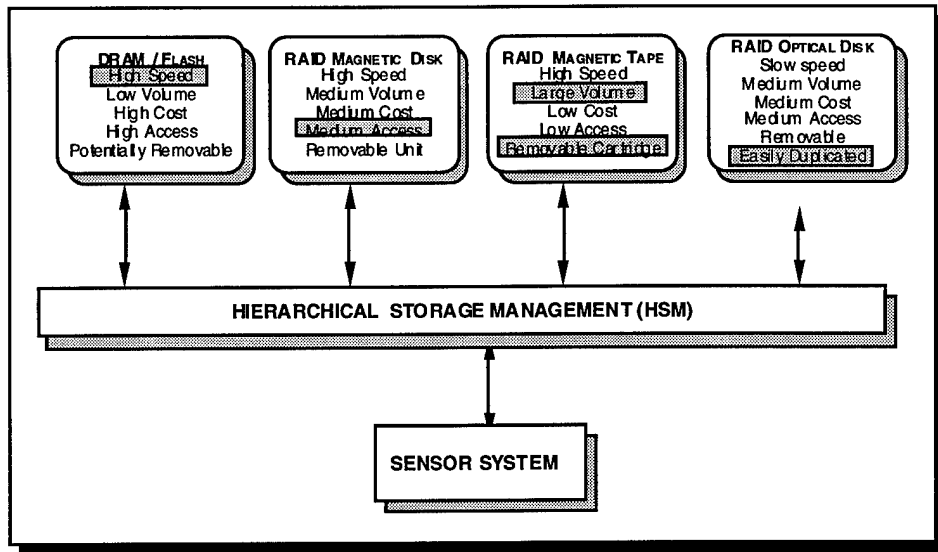 DRAM / FLASH
High Speed
Low Volume
High Cost
High Access
Potentially Removable
RAID MAGNETIC DISK
High Speed
Medium Volume
Medium Cost
Medium Access
Removable Unit
RAID MAGNETIC TAPE
High Speed
Large Volume
Low Cost
Low Access
Removable Cartridge
RAID OPTICAL DISK
Slow speed
Medium Volume
Medium Cost
Medium Access
Removable
Easily Duplicated
HIERARCHICAL STORAGE MANAGEMENT (HSM)
SENSOR SYSTEM